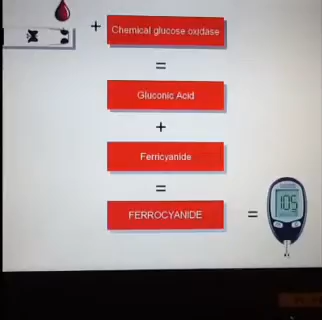 + Chemical glucose oxidase
=
Gluconic Acid
+
Ferricyanide
=
FERROCYANIDE
= 105